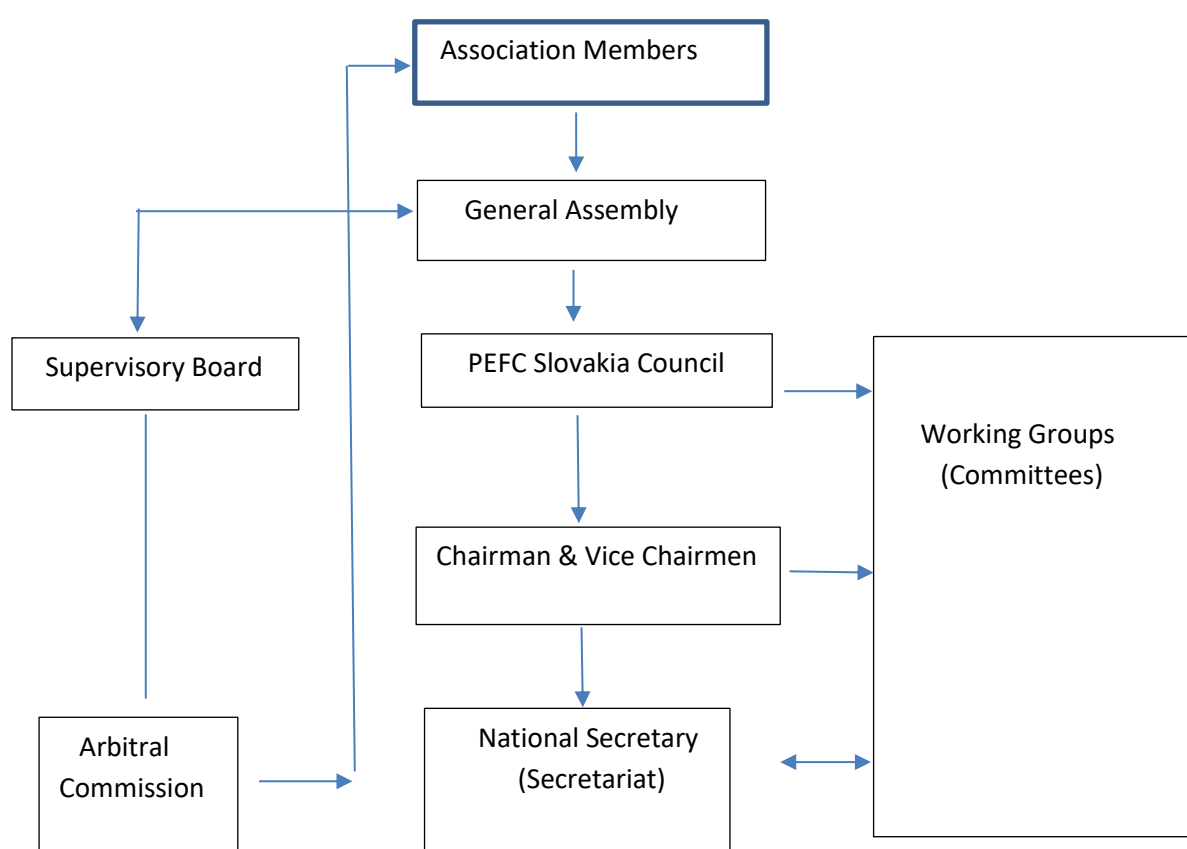 Association Members
General Assembly
Supervisory Board
PEFC Slovakia Council
Working Groups
(Committees)
Chairman & Vice Chairmen
Arbitral
Commission
National Secretary
(Secretariat)